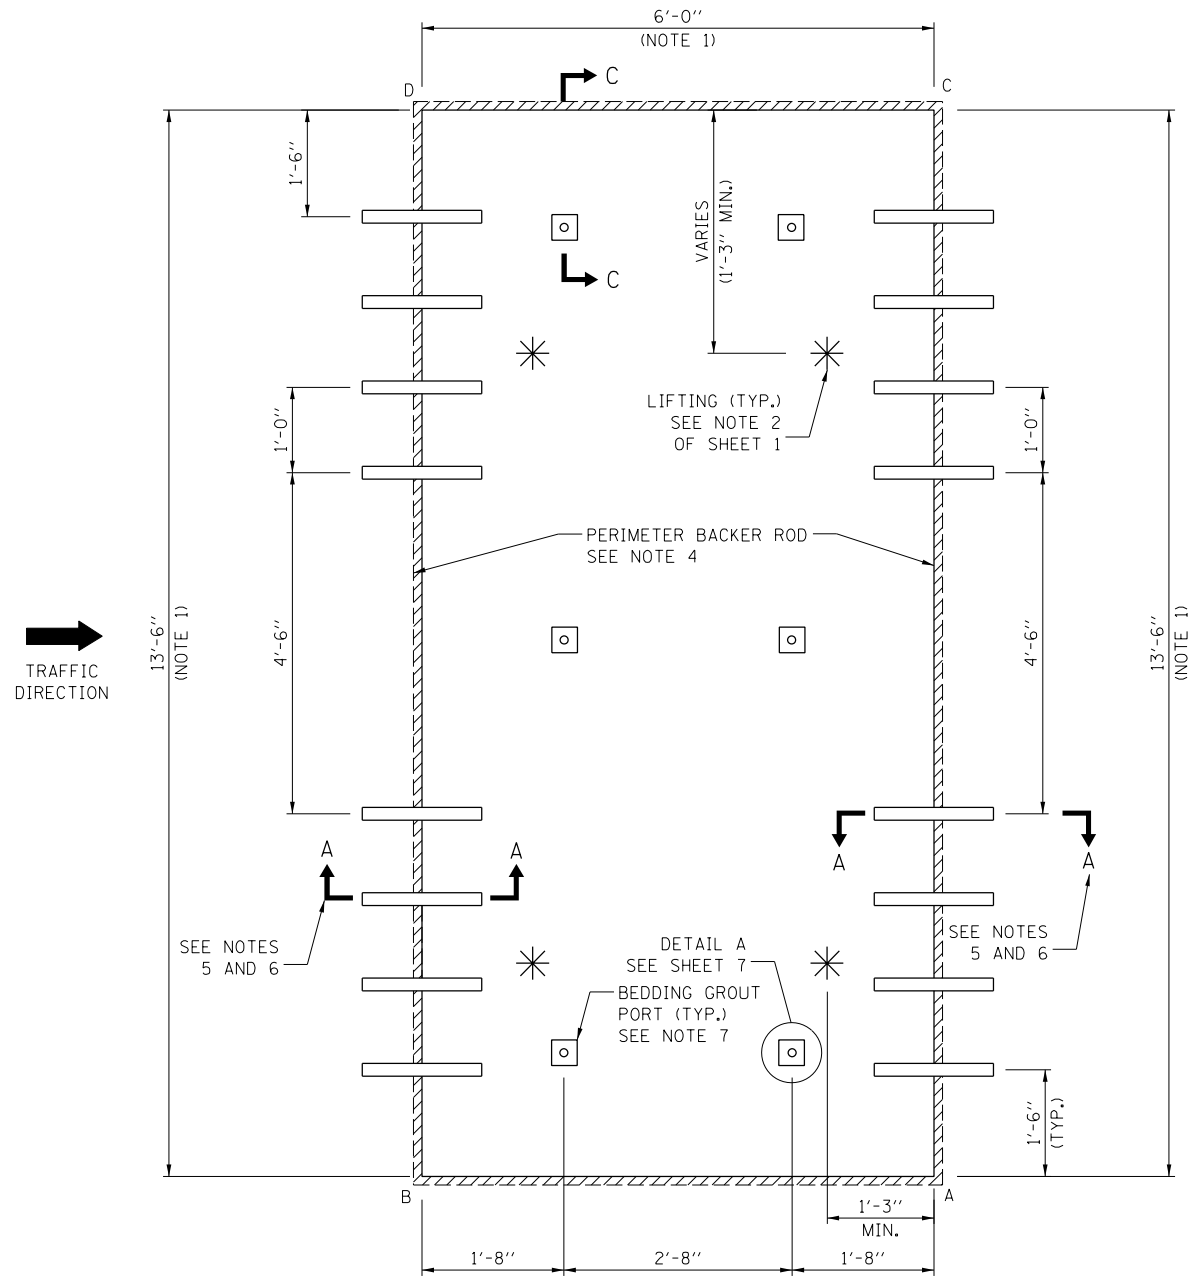 6'-0"
(NOTE 1)
C
D
C
1'-6"
VARIES
(1'-3" MIN.)
C
LIFTING (TYP.)
SEE NOTE 2
OF SHEET 1
1'-0"
1'-0"
PERIMETER BACKER ROD
SEE NOTE 4
13'-6"
(NOTE 1)
4'-6"
4'-6"
13'-6"
(NOTE 1)
TRAFFIC
DIRECTION
A
A
A
A
SEE NOTES
5 AND 6
DETAIL A
SEE SHEET 7
SEE NOTES
5 AND 6
BEDDING GROUT
PORT (TYP.)
SEE NOTE 7
1'-6"
(TYP.)
B
A
1'-3"
MIN.
1'-8"
2'-8"
1'-8"